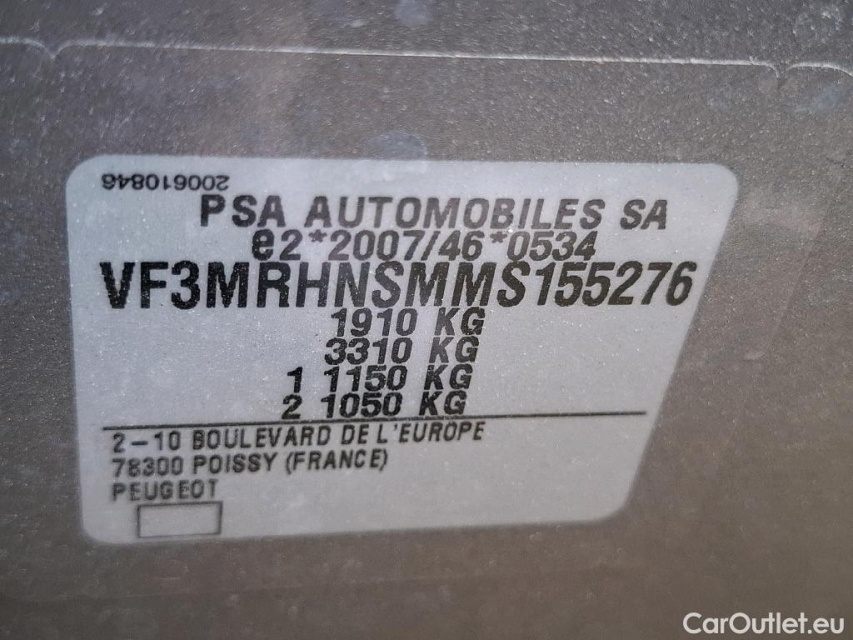 200610846
PSA AUTOMOBILES SA
e2*2007/46*0534
VF3MRHNSMMS155276
1910 KG
3310 KG
1 1150 KG
2 1050 KG
2-10 BOULEVARD DE L'EUROPE
78300 POISSY (FRANCE)
PEUGEOT
CarOutlet.eu